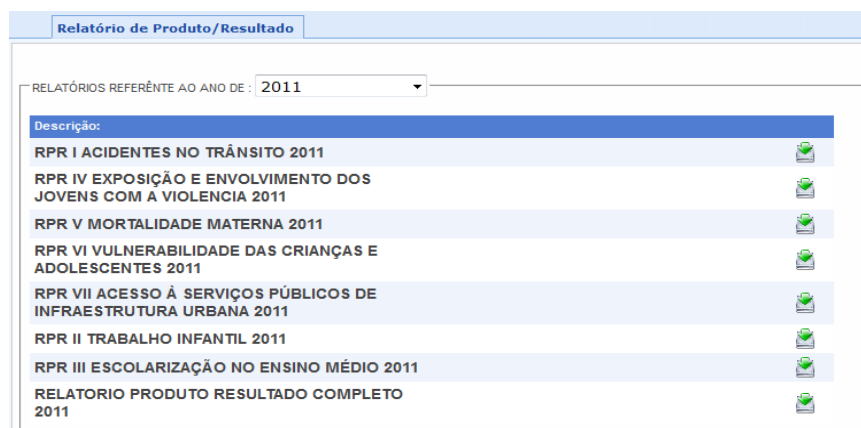 Relatório de Produto/Resultado
RELATÓRIOS REFERÊNTE AO ANO DE : 2011
Descrição:
RPR I ACIDENTES NO TRÂNSITO 2011
RPR IV EXPOSIÇÃO E ENVOLVIMENTO DOS
JOVENS COM A VIOLENCIA 2011
RPR V MORTALIDADE MATERNA 2011
RPR VI VULNERABILIDADE DAS CRIANÇAS E
ADOLESCENTES 2011
RPR VII ACESSO À SERVIÇOS PÚBLICOS DE
INFRAESTRUTURA URBANA 2011
RPR II TRABALHO INFANTIL 2011
RPR III ESCOLARIZAÇÃO NO ENSINO MÉDIO 2011
RELATORIO PRODUTO RESULTADO COMPLETO
2011